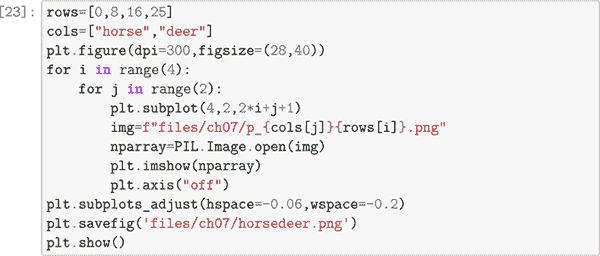 [23]: rows=[0,8,16,25]
cols=["horse","deer"]
plt.figure(dpi=300,figsize=(28,40))
for i in range(4):
    for j in range(2):
        plt.subplot(4,2,2*i+j+1)
        img=f"files/ch07/p_{cols[j]}{rows[i]}.png"
        nparray=PIL.Image.open(img)
        plt.imshow(nparray)
        plt.axis("off")
plt.subplots_adjust(hspace=-0.06,wspace=-0.2)
plt.savefig('files/ch07/horsedeer.png')
plt.show()